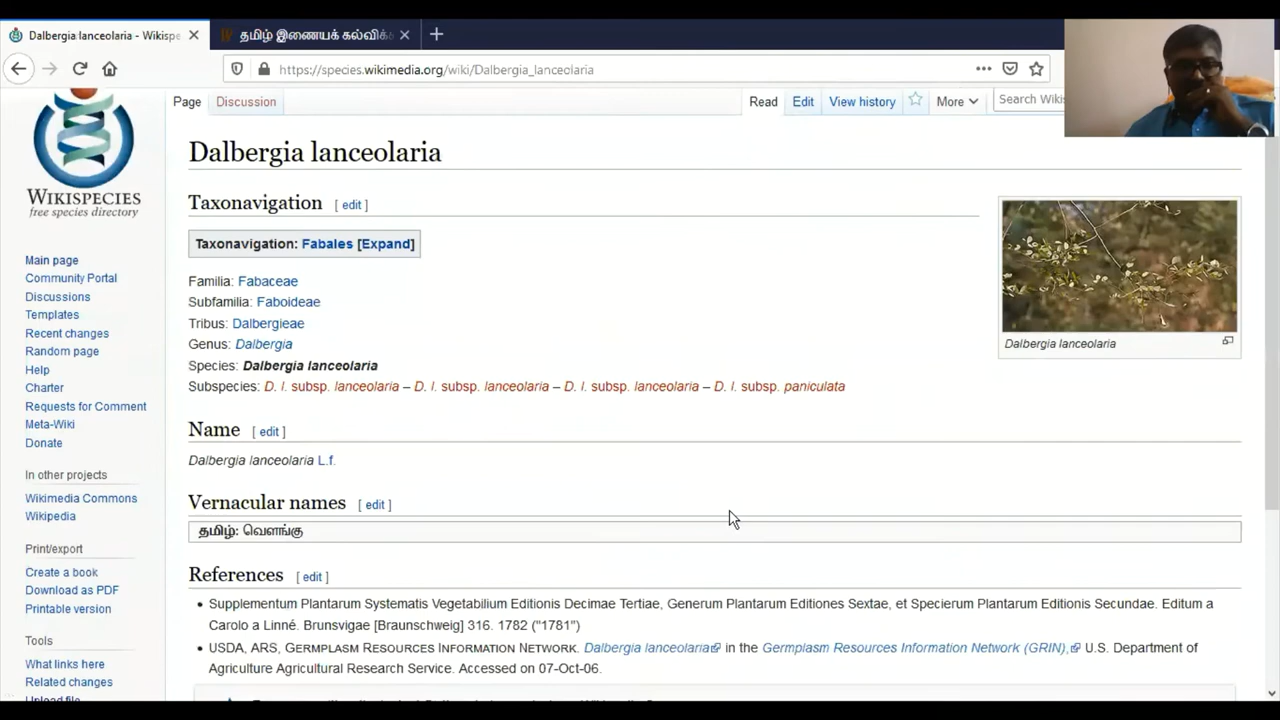 Dalbergia lanceolaria - Wikispe
தமிழ் இணையக் கல்விக்
https://species.wikimedia.org/wiki/Dalbergia_lanceolaria
Page Discussion Read Edit View history More Search Wiki
WIKISPECIES
free species directory
Main page
Community Portal
Discussions
Templates
Recent changes
Random page
Help
Charter
Requests for Comment
Meta-Wiki
Donate
In other projects
Wikimedia Commons
Wikipedia
Print/export
Create a book
Download as PDF
Printable version
Tools
What links here
Related changes
Upload file
Dalbergia lanceolaria
Taxonavigation [ edit ]
Taxonavigation: Fabales [Expand]
Familia: Fabaceae
Subfamilia: Faboideae
Tribus: Dalbergieae
Genus: Dalbergia
Species: Dalbergia lanceolaria
Subspecies: D. l. subsp. lanceolaria – D. l. subsp. lanceolaria – D. l. subsp. lanceolaria – D. l. subsp. paniculata
Dalbergia lanceolaria
Name [ edit ]
Dalbergia lanceolaria L.f.
Vernacular names [ edit ]
தமிழ்: வெளங்கு
References [ edit ]
• Supplementum Plantarum Systematis Vegetabilium Editionis Decimae Tertiae, Generum Plantarum Editiones Sextae, et Specierum Plantarum Editionis Secundae. Editum a
Carolo a Linné. Brunsvigae [Braunschweig] 316. 1782 ("1781")
• USDA, ARS, GERMPLASM RESOURCES INFORMATION NETWORK. Dalbergia lanceolaria in the Germplasm Resources Information Network (GRIN), U.S. Department of
Agriculture Agricultural Research Service. Accessed on 07-Oct-06.